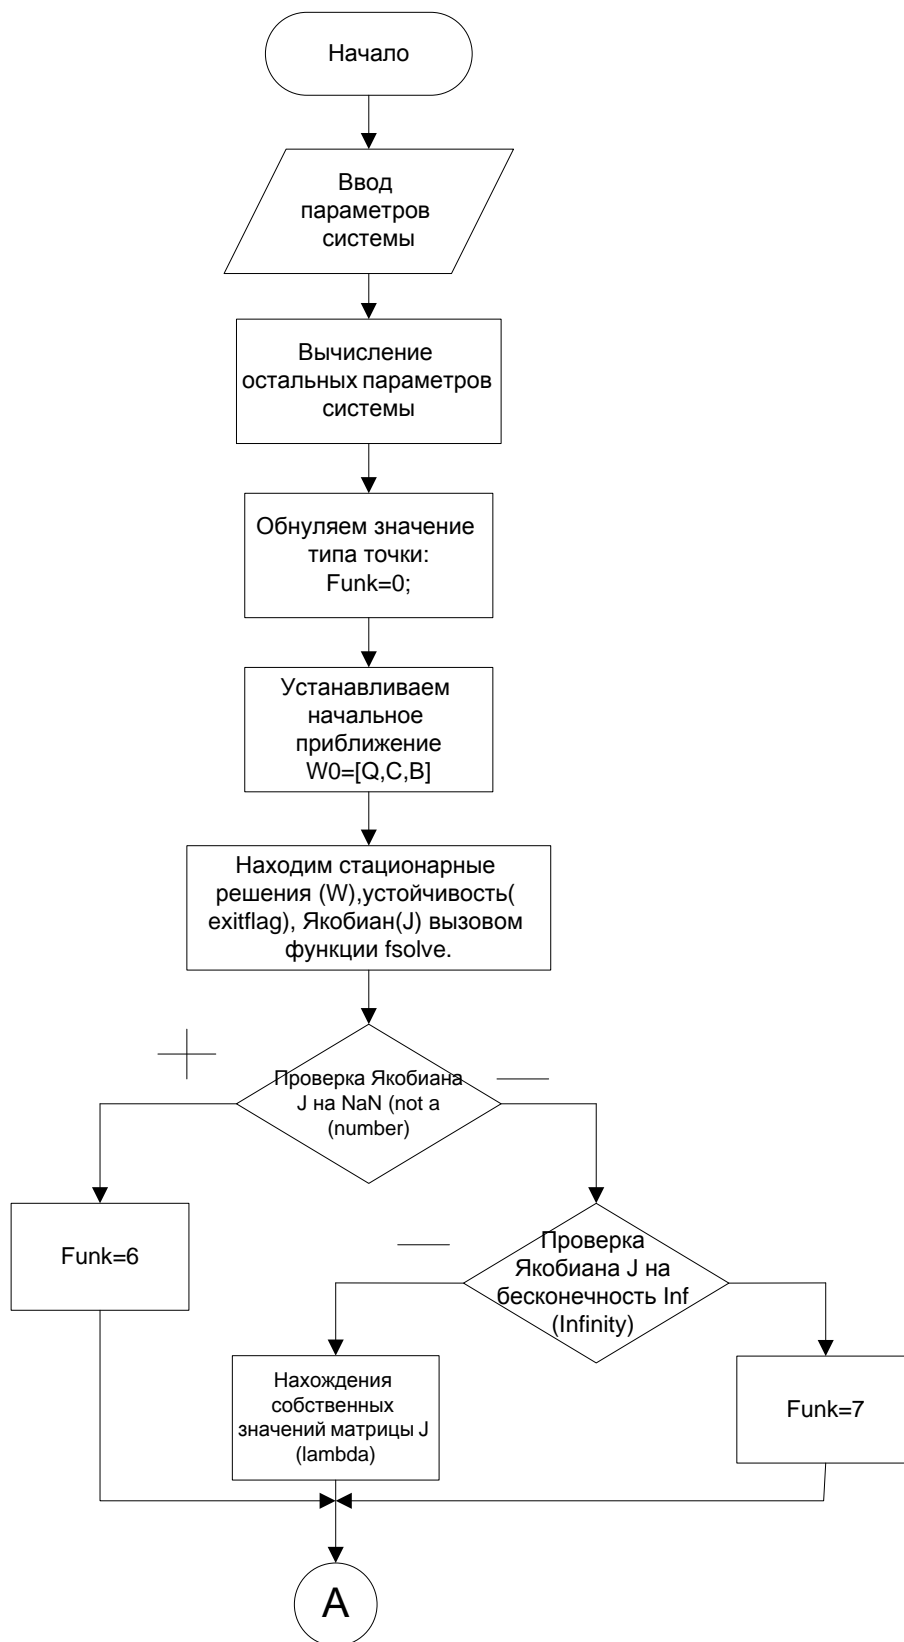 Начало
Ввод
параметров
системы
Вычисление
остальных параметров
системы
Обнуляем значение
типа точки:
Funk=0;
Устанавливаем
начальное
приближение
W0=[Q,C,B]
Находим стационарные
решения (W),устойчивость(
exitflag), Якобиан(J) вызовом
функции fsolve.
Проверка Якобиана
J на NaN (not a
(number)
Funk=6
Проверка
Якобиана J на
бесконечность Inf
(Infinity)
Нахождения
собственных
значений матрицы J
(lambda)
Funk=7
A